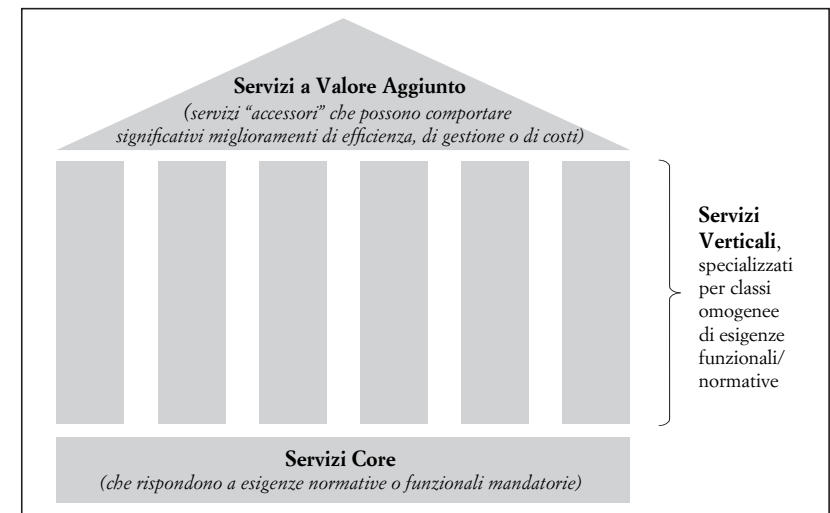 Servizi a Valore Aggiunto
(servizi “accessori” che possono comportare
significativi miglioramenti di efficienza, di gestione o di costi)
Servizi
Verticali,
specializzati
per classi
omogenee
di esigenze
funzionali/
normative
Servizi Core
(che rispondono a esigenze normative o funzionali mandatorie)